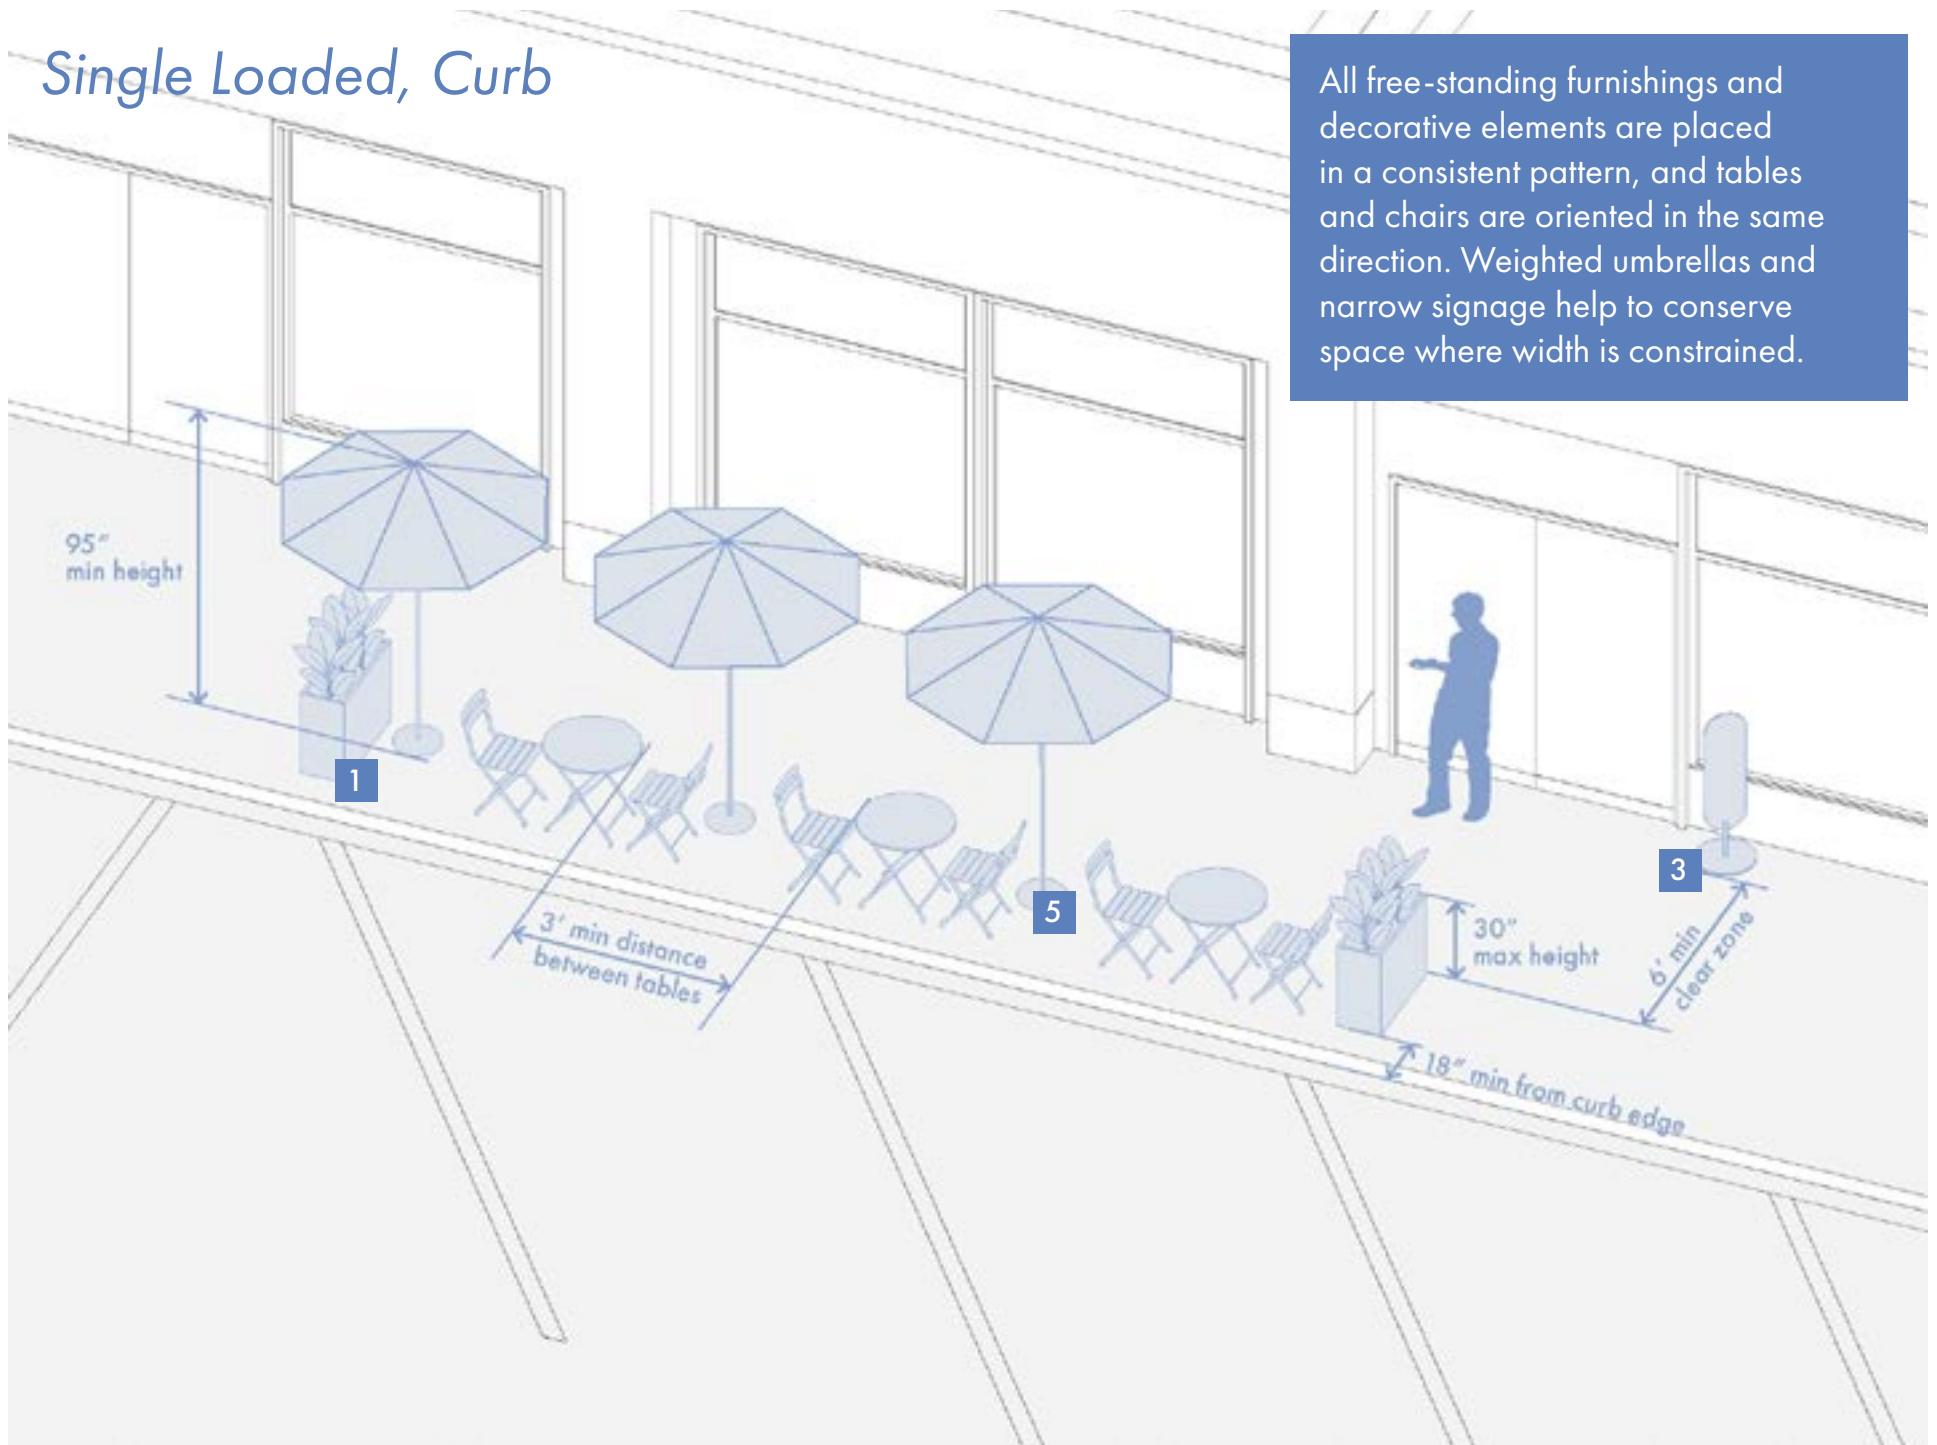 Single Loaded, Curb
All free-standing furnishings and
decorative elements are placed
in a consistent pattern, and tables
and chairs are oriented in the same
direction. Weighted umbrellas and
narrow signage help to conserve
space where width is constrained.
95″
min height
1
3′ min distance
between tables
5
3
30″
max height
6′ min
clear zone
18″ min from curb edge